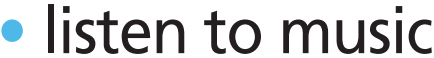 • listen to music